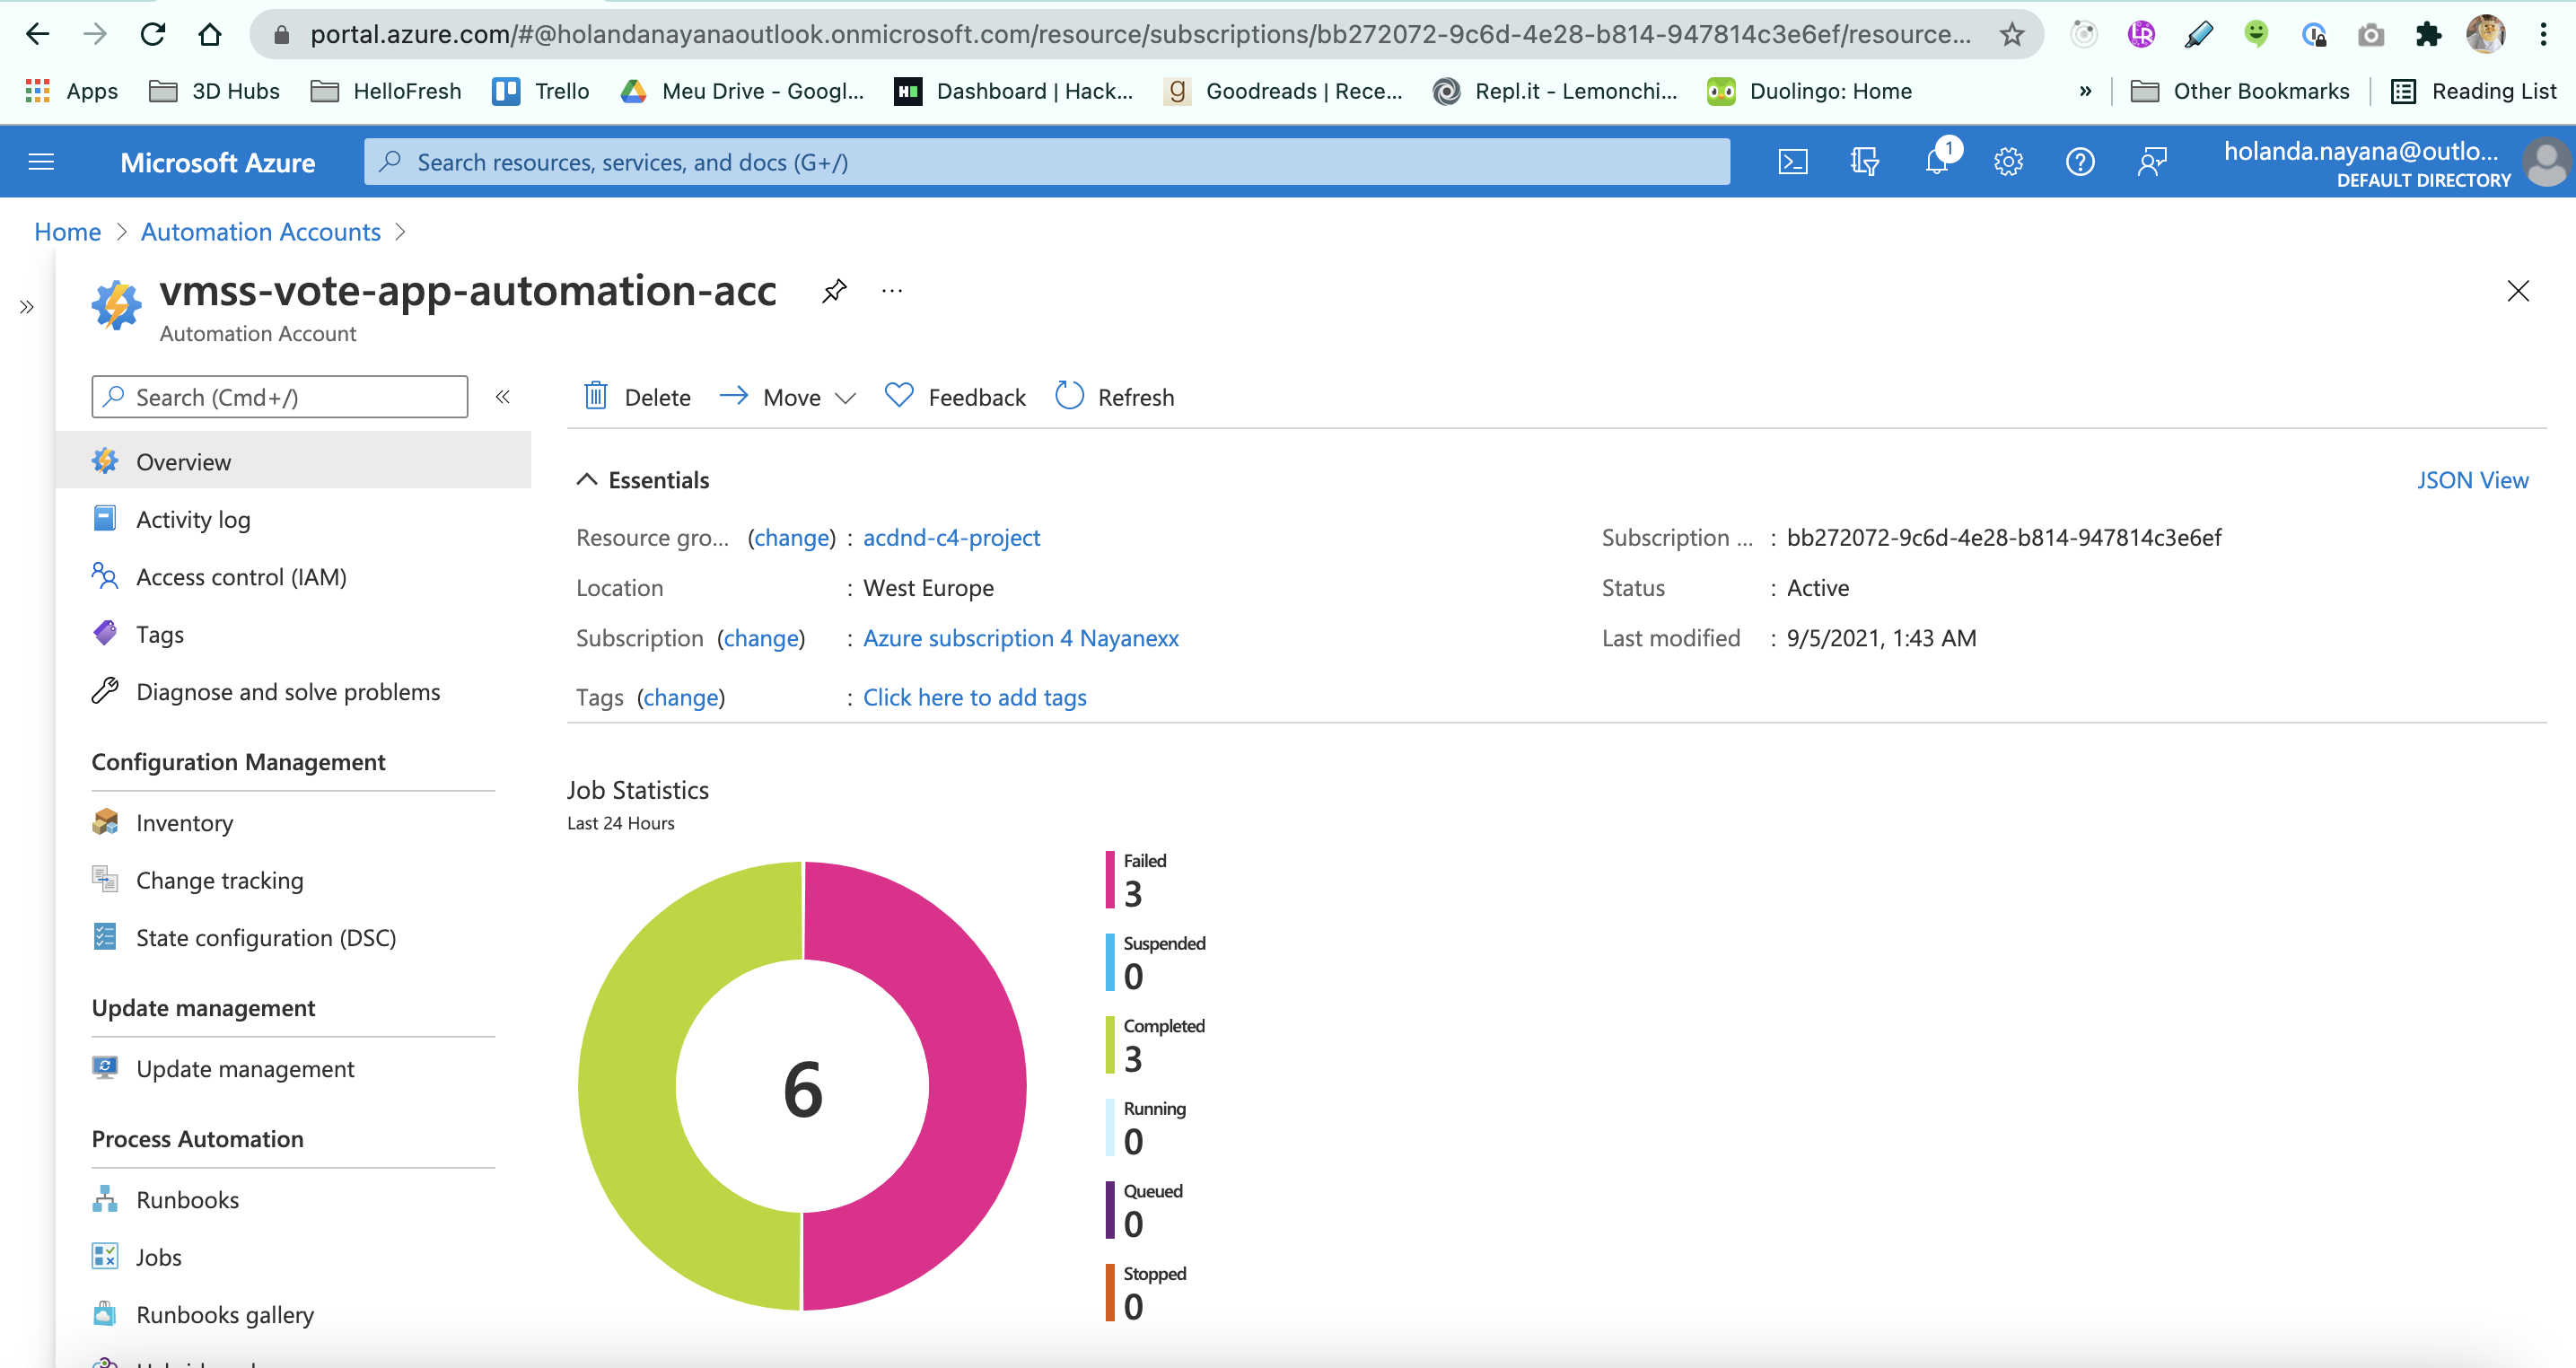 portal.azure.com/#@holandanayanaoutlook.onmicrosoft.com/resource/subscriptions/bb272072-9c6d-4e28-b814-947814c3e6ef/resource...
Apps 3D Hubs HelloFresh Trello Meu Drive - Googl... Dashboard | Hack... Goodreads | Rece... Repl.it - Lemonchi... Duolingo: Home » Other Bookmarks Reading List
Microsoft Azure Search resources, services, and docs (G+/) 1 holanda.nayana@outlo...
DEFAULT DIRECTORY
Home > Automation Accounts >
vmss-vote-app-automation-acc ...
Automation Account
Search (Cmd+/) « Delete Move Feedback Refresh
Overview
Activity log
Access control (IAM)
Tags
Diagnose and solve problems
Configuration Management
Inventory
Change tracking
State configuration (DSC)
Update management
Update management
Process Automation
Runbooks
Jobs
Runbooks gallery
Essentials JSON View
Resource gro... (change) : acdnd-c4-project
Location : West Europe
Subscription (change) : Azure subscription 4 Nayanexx
Tags (change) : Click here to add tags
Subscription ... : bb272072-9c6d-4e28-b814-947814c3e6ef
Status : Active
Last modified : 9/5/2021, 1:43 AM
Job Statistics
Last 24 Hours
6
Failed
3
Suspended
0
Completed
3
Running
0
Queued
0
Stopped
0